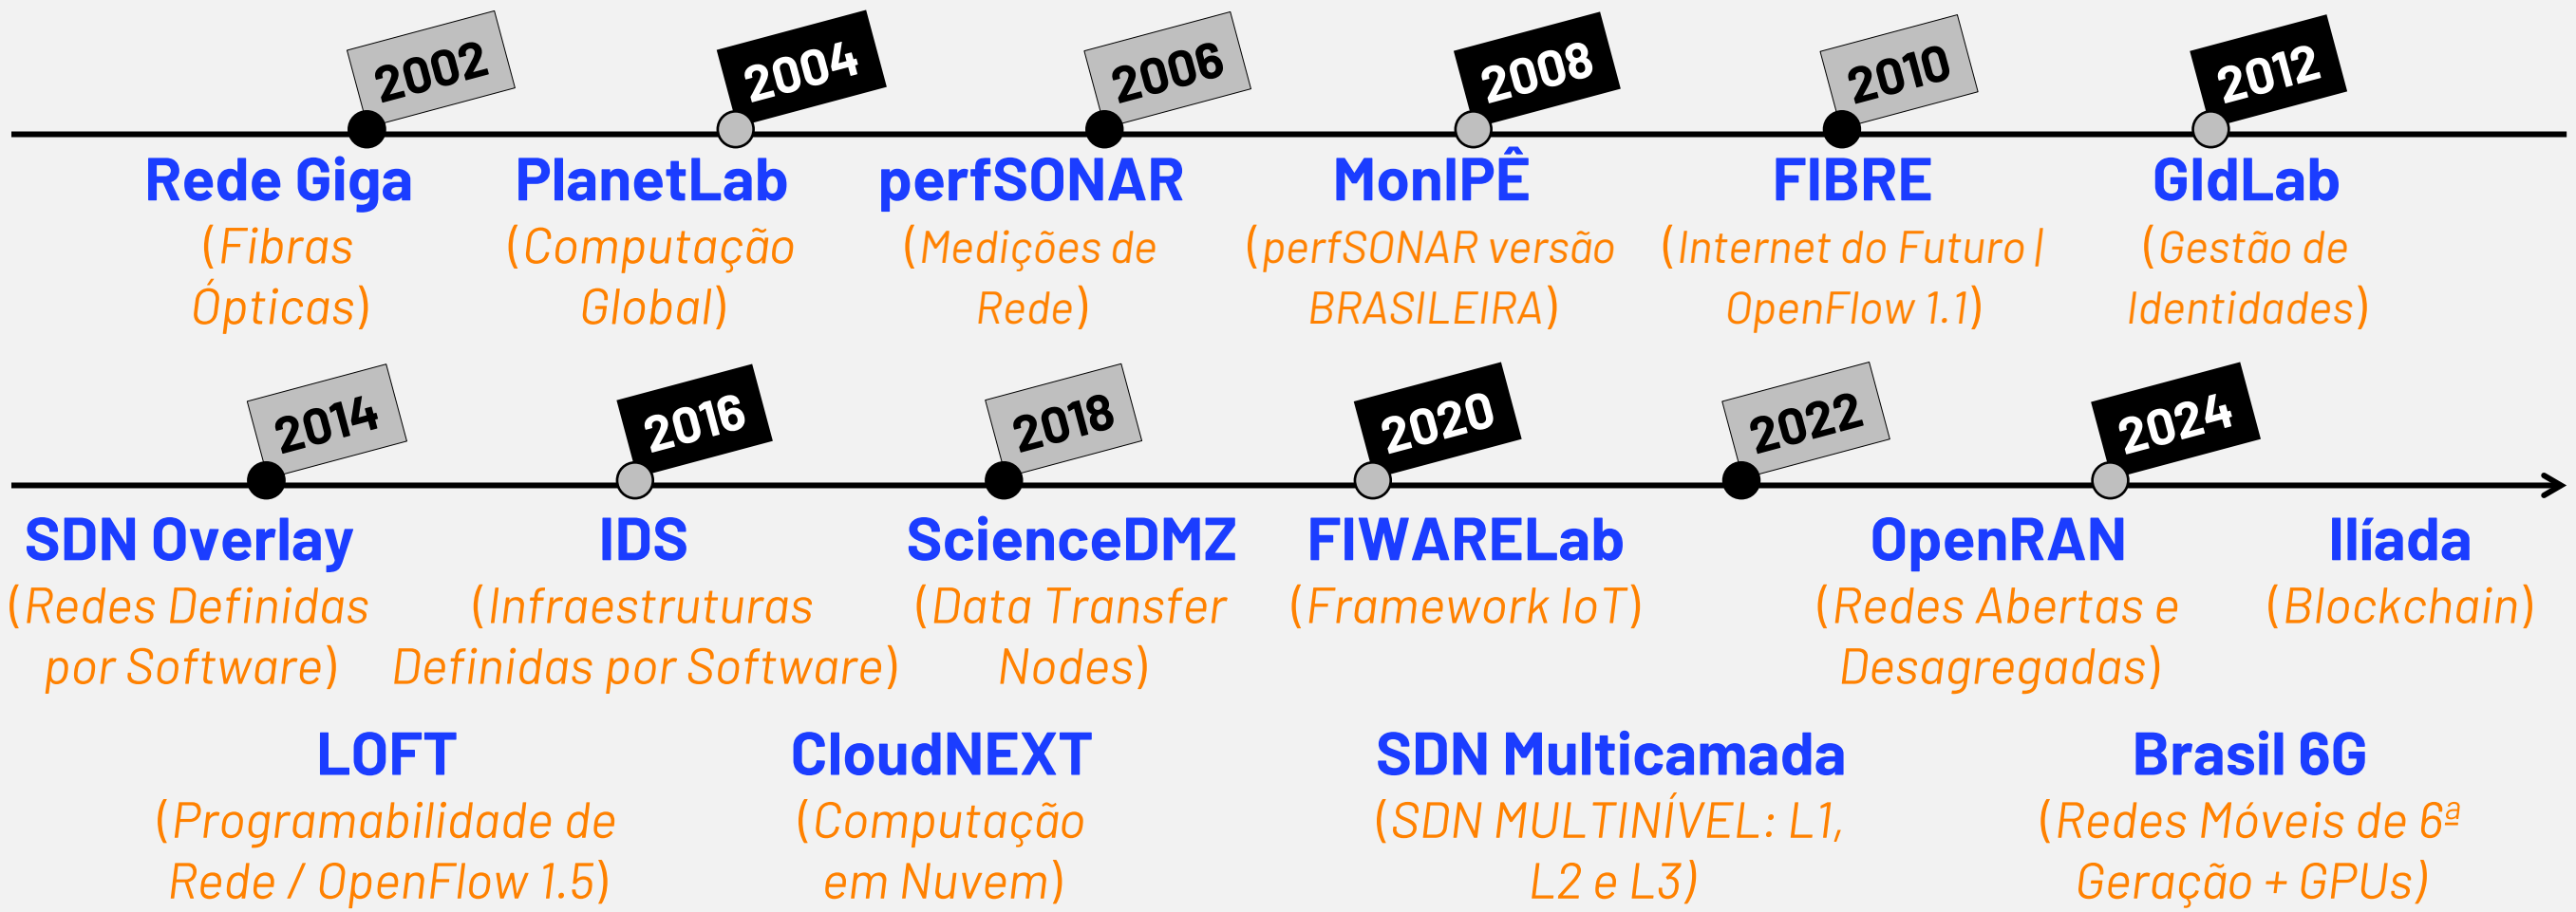 2002
2004
2006
2008
2010
2012
Rede Giga
(Fibras
Ópticas)
PlanetLab
(Computação
Global)
perfSONAR
(Medições de
Rede)
MonIPÊ
(perfSONAR versão
BRASILEIRA)
FIBRE
(Internet do Futuro |
OpenFlow 1.1)
GIdLab
(Gestão de
Identidades)
2014
2016
2018
2020
2022
2024
SDN Overlay
(Redes Definidas
por Software)
IDS
(Infraestruturas
Definidas por Software)
ScienceDMZ
(Data Transfer
Nodes)
FIWARELab
(Framework IoT)
OpenRAN
(Redes Abertas e
Desagregadas)
Ilíada
(Blockchain)
LOFT
(Programabilidade de
Rede / OpenFlow 1.5)
CloudNEXT
(Computação
em Nuvem)
SDN Multicamada
(SDN MULTINÍVEL: L1,
L2 e L3)
Brasil 6G
(Redes Móveis de 6ª
Geração + GPUs)